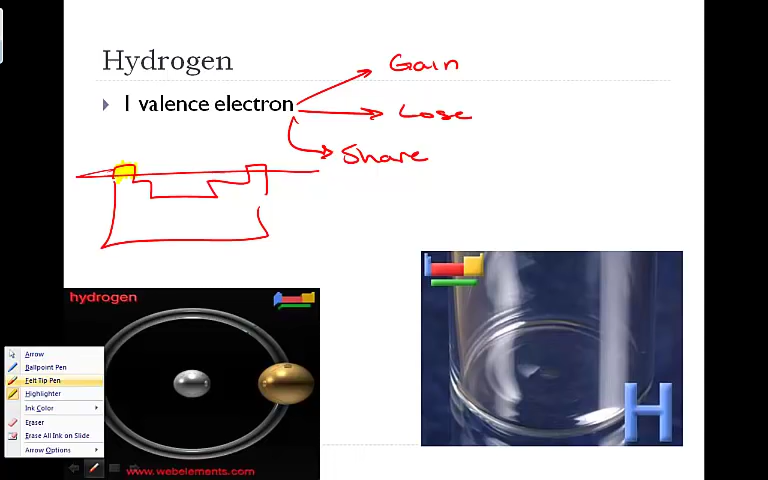 Hydrogen
Gain
1 valence electron
Lose
Share
hydrogen
Arrow
Ballpoint Pen
Felt Tip Pen
Highlighter
Ink Color
Eraser
Erase All Ink on Slide
Arrow Options
www.webelements.com
H